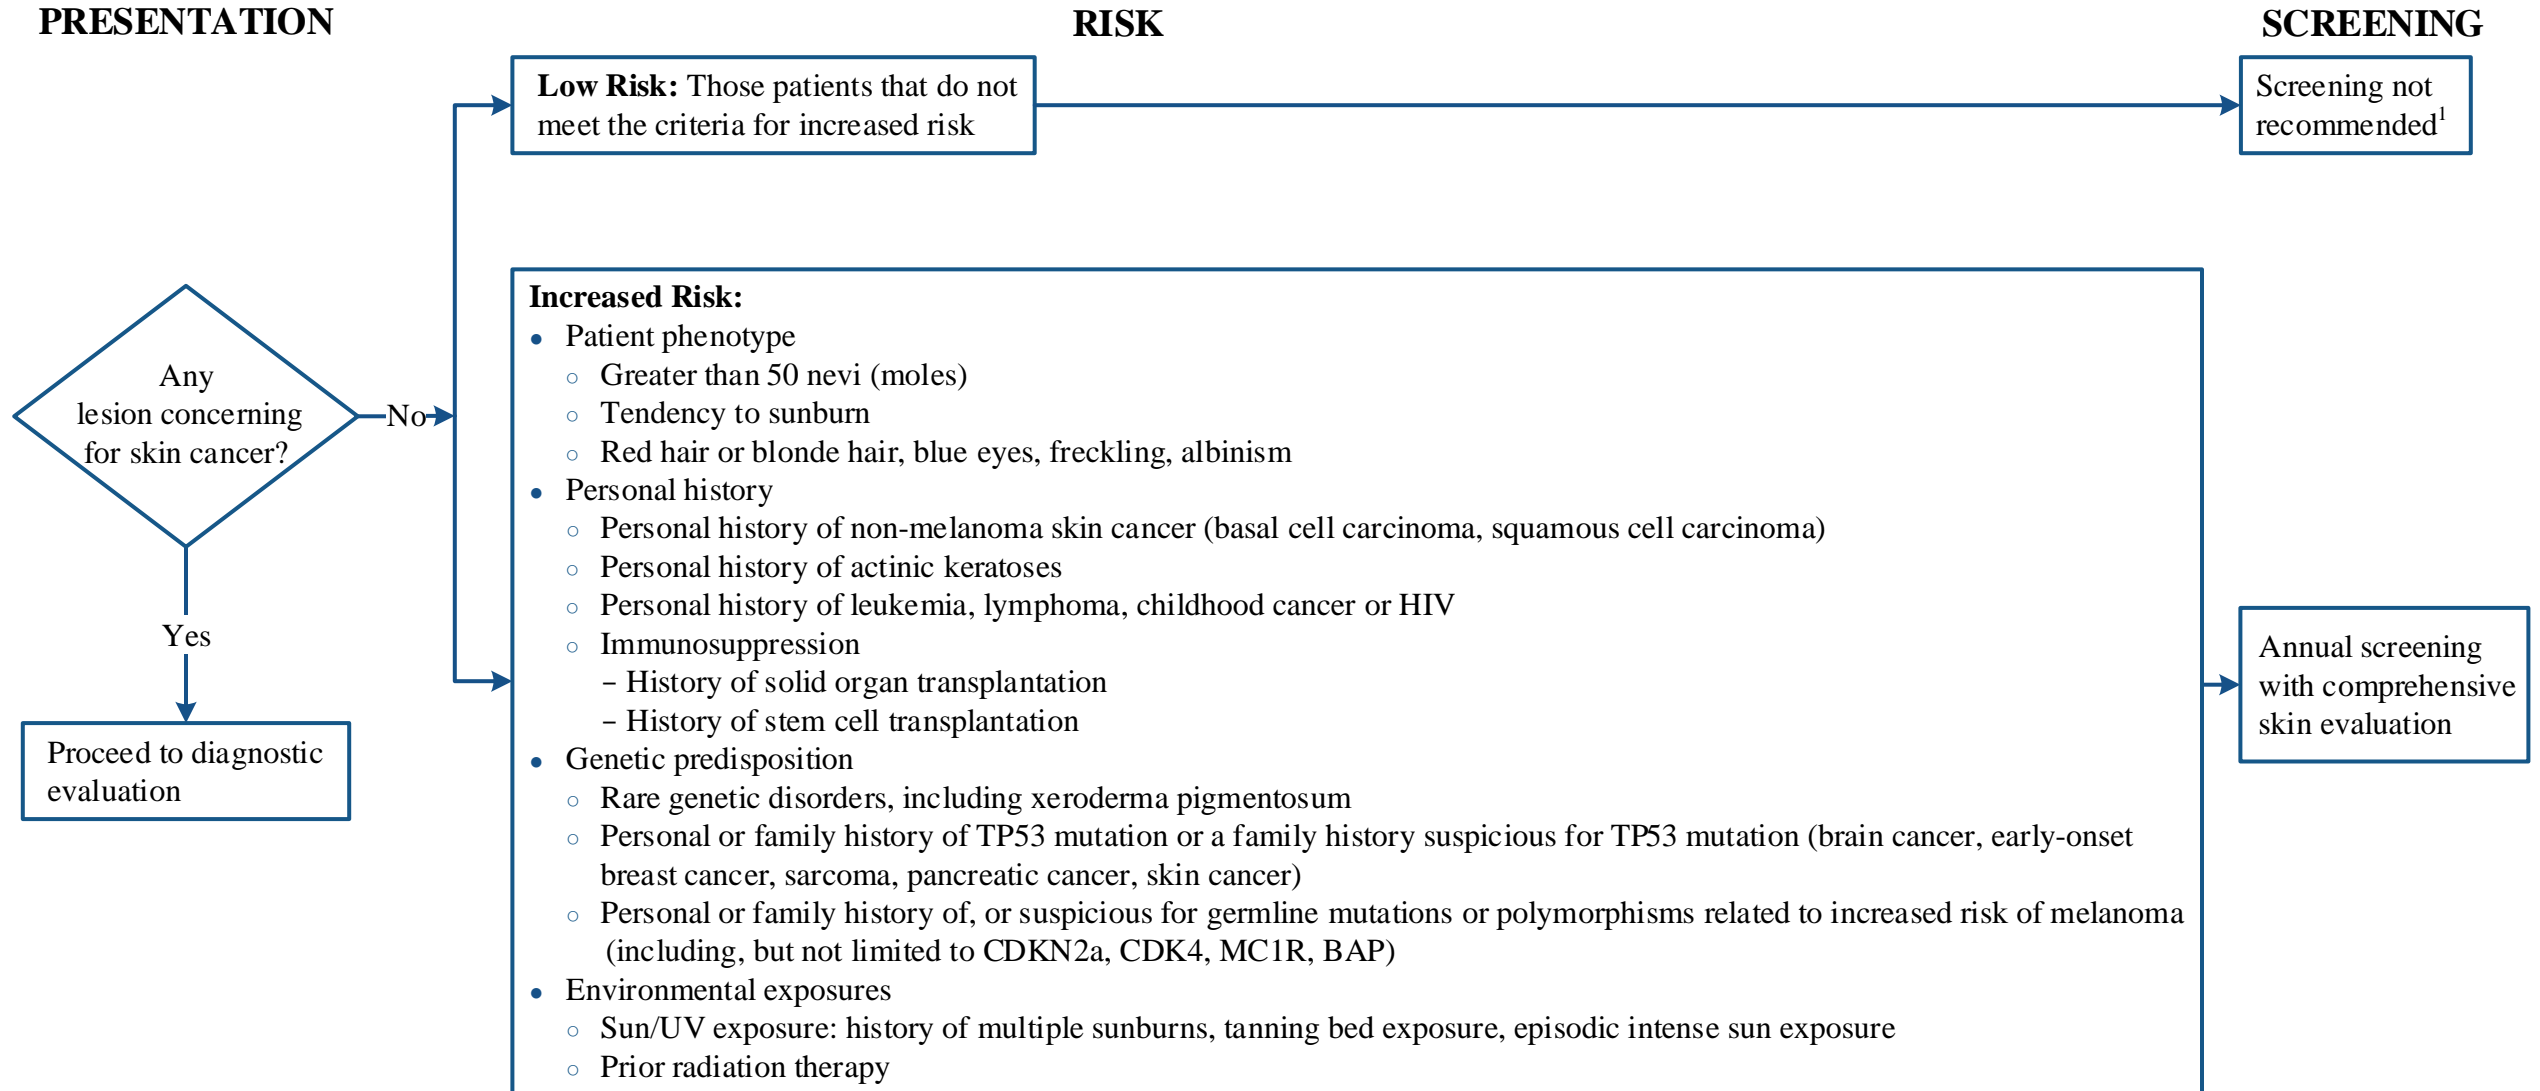 PRESENTATION
RISK
SCREENING
Low Risk: Those patients that do not
meet the criteria for increased risk
Screening not
recommended¹
Any
lesion concerning
for skin cancer?
No
Yes
Proceed to diagnostic
evaluation
Increased Risk:
• Patient phenotype
○ Greater than 50 nevi (moles)
○ Tendency to sunburn
○ Red hair or blonde hair, blue eyes, freckling, albinism
• Personal history
○ Personal history of non-melanoma skin cancer (basal cell carcinoma, squamous cell carcinoma)
○ Personal history of actinic keratoses
○ Personal history of leukemia, lymphoma, childhood cancer or HIV
○ Immunosuppression
– History of solid organ transplantation
– History of stem cell transplantation
• Genetic predisposition
○ Rare genetic disorders, including xeroderma pigmentosum
○ Personal or family history of TP53 mutation or a family history suspicious for TP53 mutation (brain cancer, early-onset
breast cancer, sarcoma, pancreatic cancer, skin cancer)
○ Personal or family history of, or suspicious for germline mutations or polymorphisms related to increased risk of melanoma
(including, but not limited to CDKN2a, CDK4, MC1R, BAP)
• Environmental exposures
○ Sun/UV exposure: history of multiple sunburns, tanning bed exposure, episodic intense sun exposure
○ Prior radiation therapy
Annual screening
with comprehensive
skin evaluation